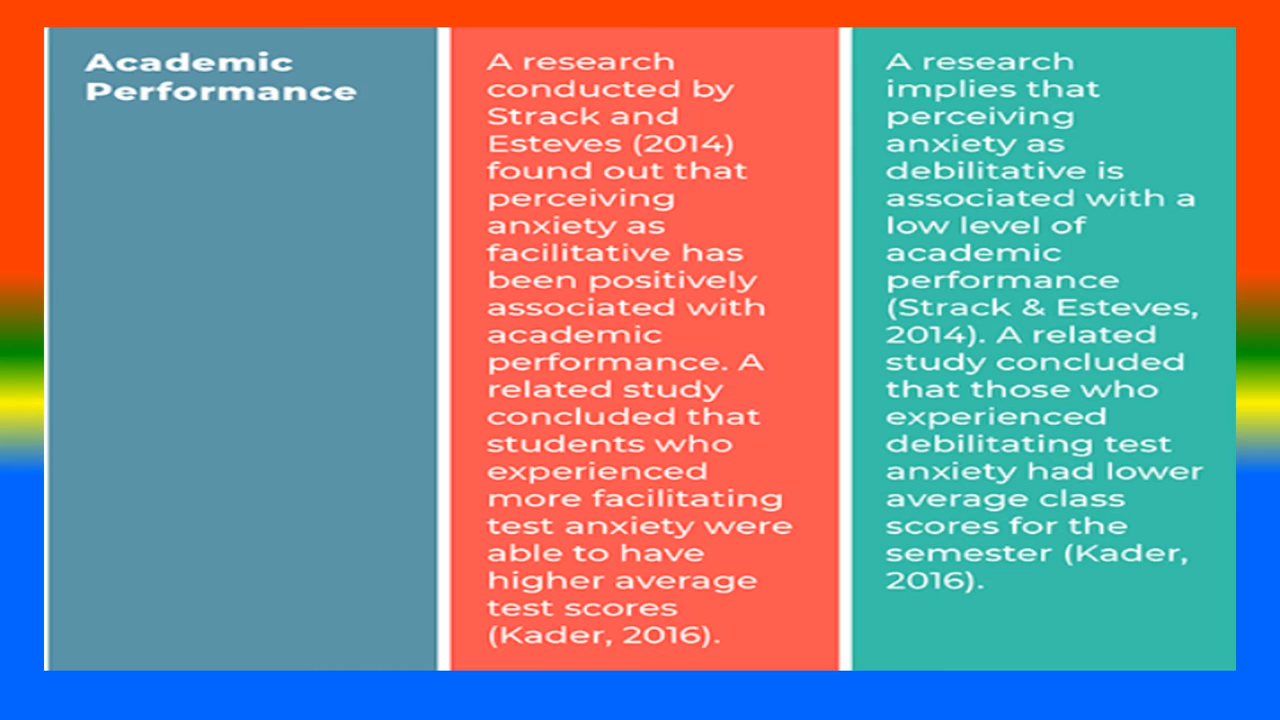 Academic
Performance
A research
conducted by
Strack and
Esteves (2014)
found out that
perceiving
anxiety as
facilitative has
been positively
associated with
academic
performance. A
related study
concluded that
students who
experienced
more facilitating
test anxiety were
able to have
higher average
test scores
(Kader, 2016).
A research
implies that
perceiving
anxiety as
debilitative is
associated with a
low level of
academic
performance
(Strack & Esteves,
2014). A related
study concluded
that those who
experienced
debilitating test
anxiety had lower
average class
scores for the
semester (Kader,
2016).